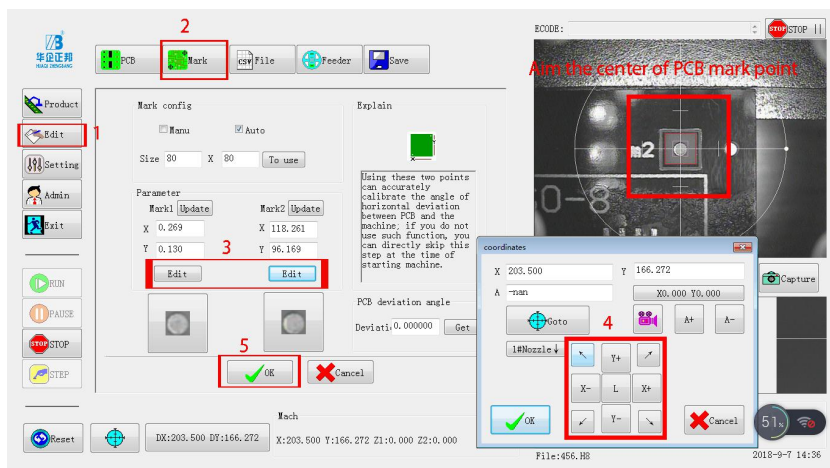 2
ECODE:
STOP ||
华企正邦
HUAQI ZHENGBANG
PCB
Mark
csv File
Feeder
Save
Aim the center of PCB mark point
Product
Edit
1
Setting
Admin
Exit
RUN
PAUSE
STOP
STEP
Reset
Mark config
Manu
Auto
Size 80 X 80 To use
Parameter
Mark1 Update Mark2 Update
X 0.269 X 118.261
Y 0.130 3 Y 96.169
Edit Edit
5
OK Cancel
Explain
Using these two points
can accurately
calibrate the angle of
horizontal deviation
between PCB and the
machine, if you do not
use such function, you
can directly skip this
step at the time of
starting machine.
PCB deviation angle
Deviati 0.000000 Get
m2
0-8
coordinates
X 203.500 Y 166.272
A -nan X0.000 Y0.000
Goto 4 A+ A-
1#Nozzle↓
Y+
X- L X+
Y-
OK Cancel
Capture
51%
Mach
DX:203.500 DY:166.272 X:203.500 Y:166.272 Z1:0.000 Z2:0.000
File:456.H8 2018-9-7 14:36